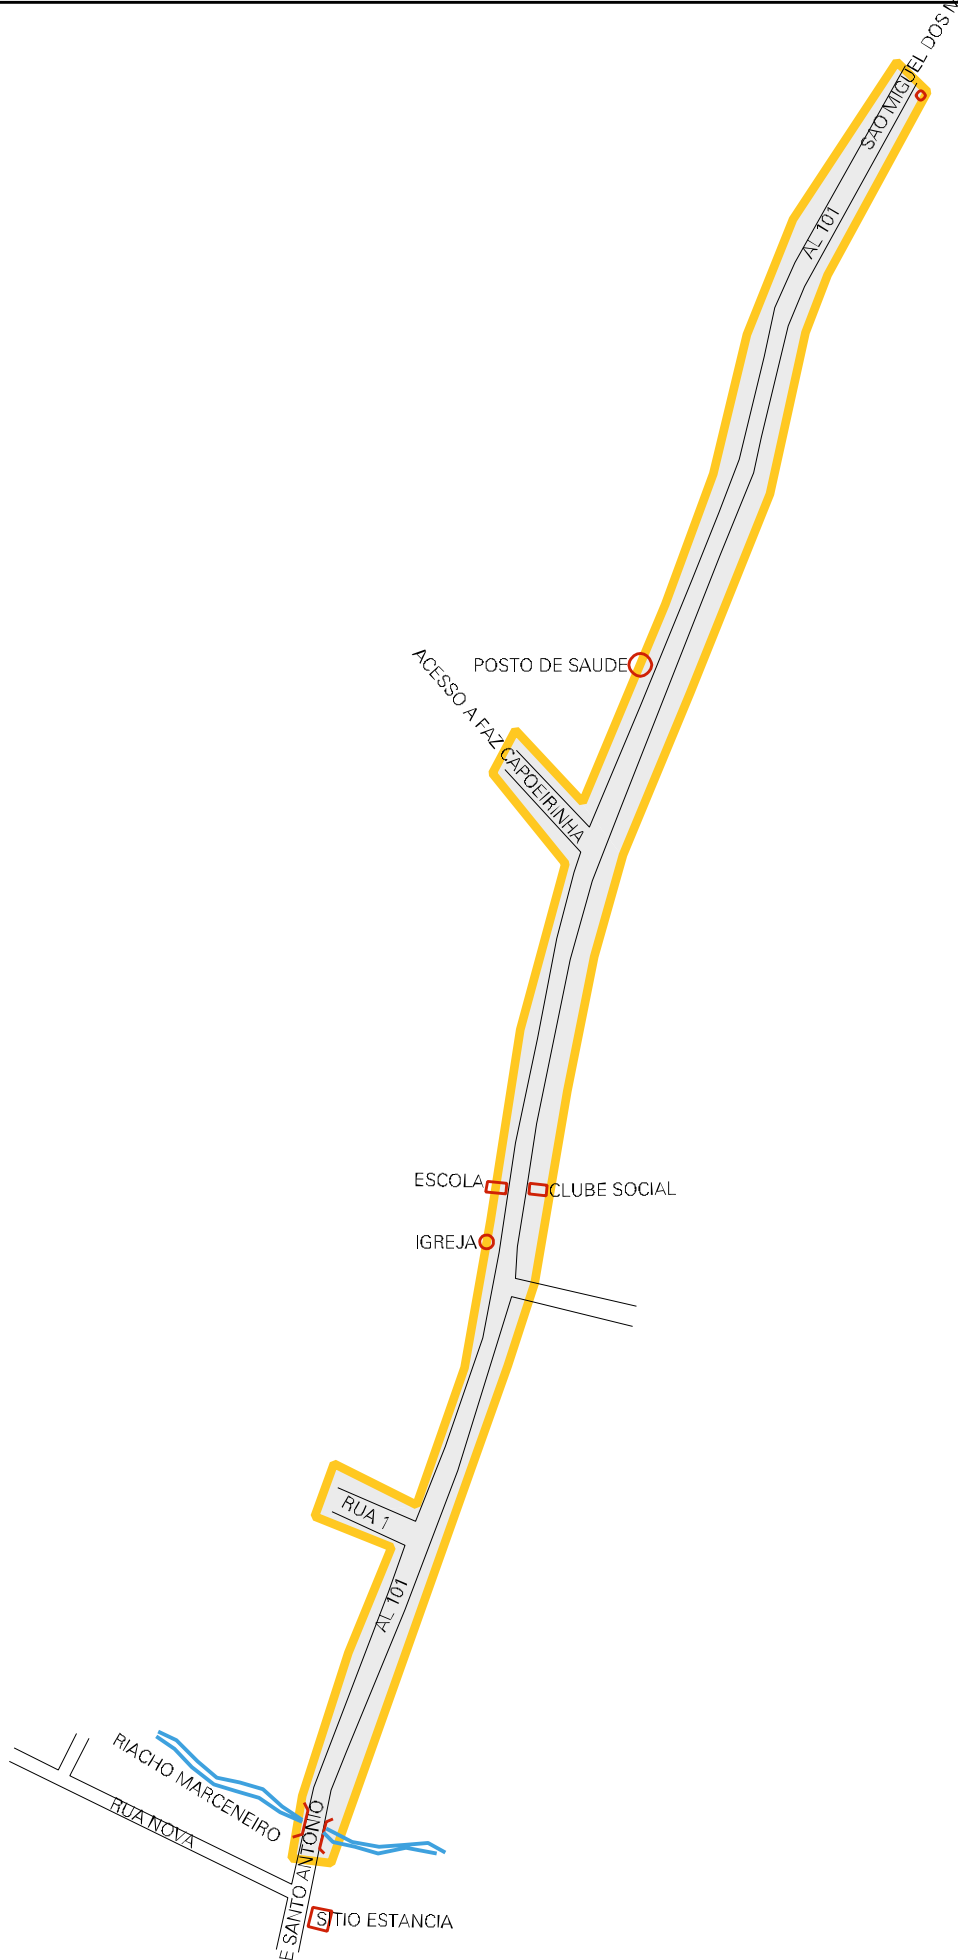 SAO MIGUEL DOS
AL 101
POSTO DE SAUDE
ACESSO A FAZ CAPOEIRINHA
ESCOLA
CLUBE SOCIAL
IGREJA
RUA 1
AL 101
RIACHO MARCENEIRO
RUA NOVA
E SANTO ANTONIO
SITIO ESTANCIA